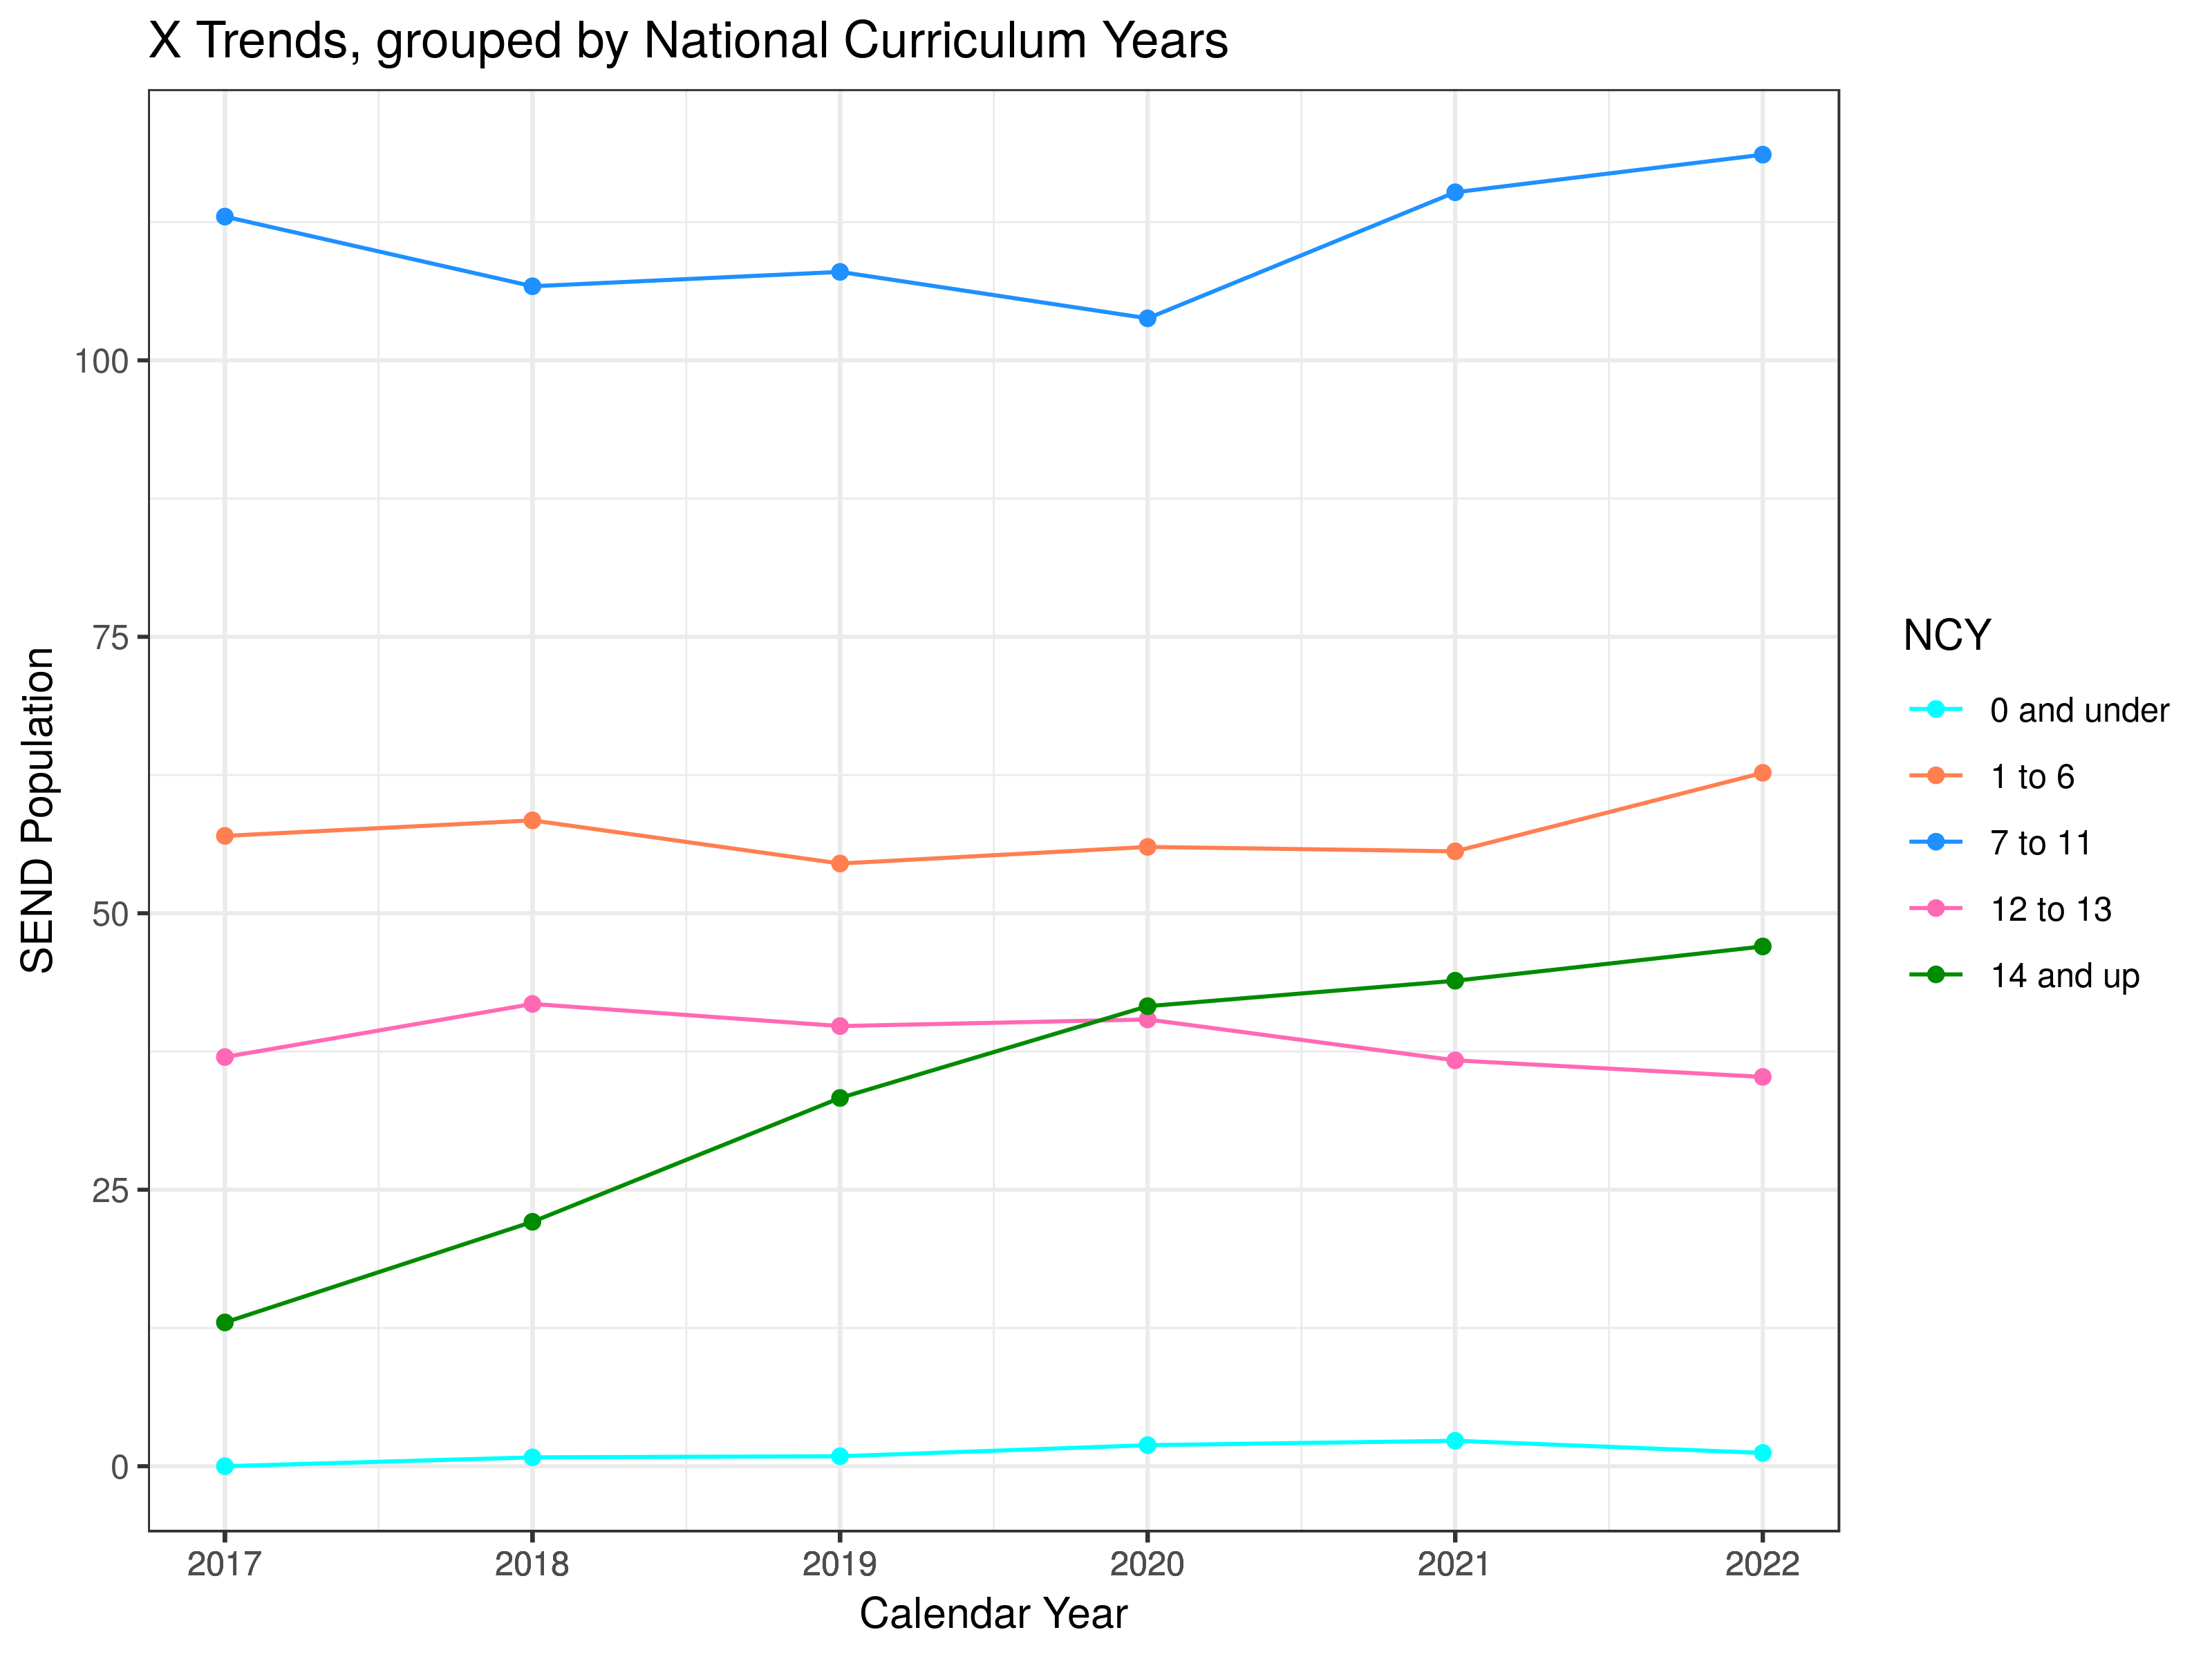 X Trends, grouped by National Curriculum Years
SEND Population
100
75
50
25
0
2017 2018 2019 2020 2021 2022
Calendar Year
NCY
0 and under
1 to 6
7 to 11
12 to 13
14 and up